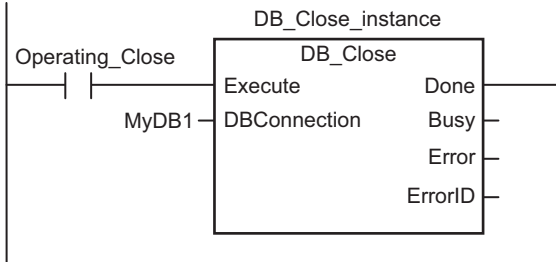 DB_Close_instance
Operating_Close
DB_Close
Execute Done
MyDB1 DBConnection Busy
Error
ErrorID